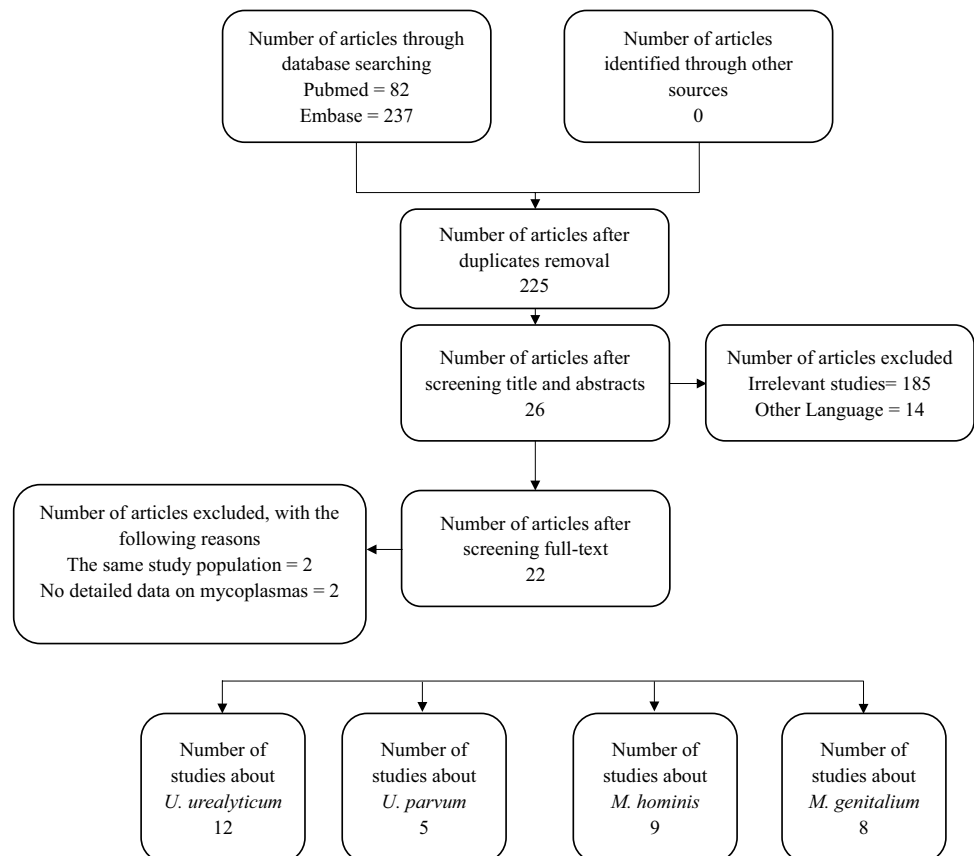 Number of articles through
database searching
Pubmed = 82
Embase = 237
Number of articles
identified through other
sources
0
Number of articles after
duplicates removal
225
Number of articles after
screening title and abstracts
26
Number of articles excluded
Irrelevant studies= 185
Other Language = 14
Number of articles excluded, with the
following reasons
The same study population = 2
No detailed data on mycoplasmas = 2
Number of articles after
screening full-text
22
Number of
studies about
U. urealyticum
12
Number of
studies about
U. parvum
5
Number of
studies about
M. hominis
9
Number of
studies about
M. genitalium
8